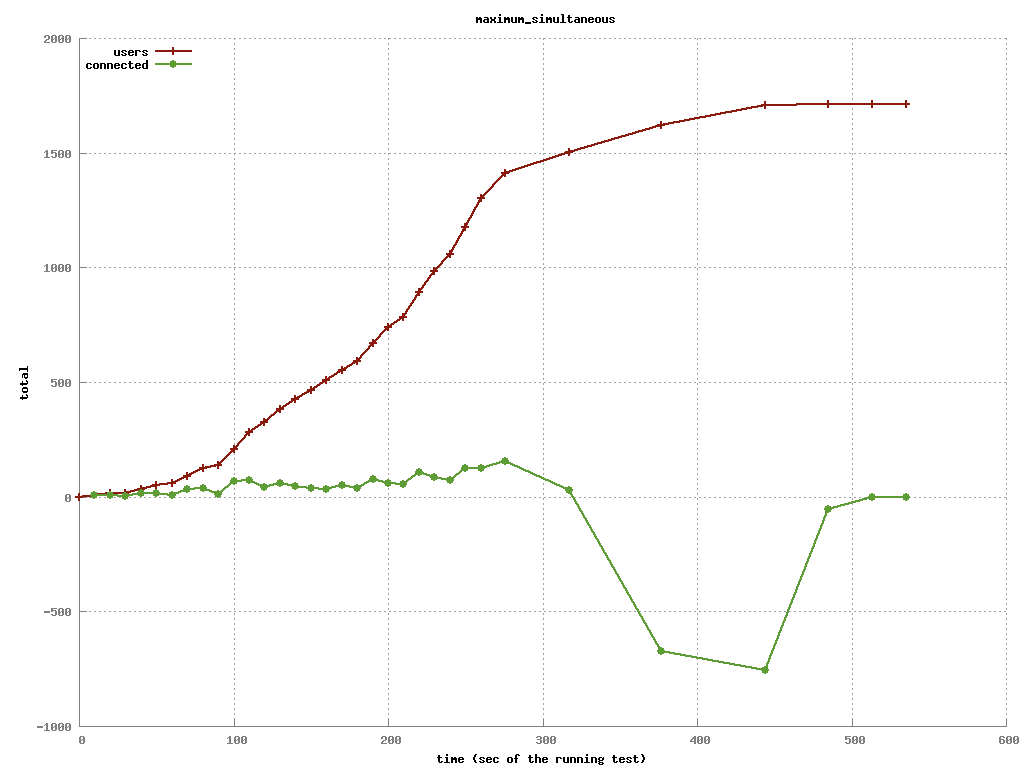 maximum_simultaneous
users
connected
2000
1500
1000
500
0
-500
-1000
total
0 100 200 300 400 500 600
time (sec of the running test)